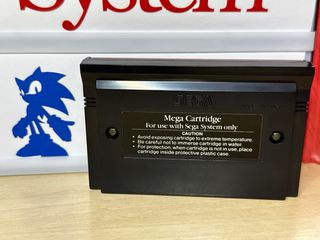 System
SEGA
Mega Cartridge
For use with Sega System only
CAUTION
• Avoid exposing cartridge to extreme temperature.
• Be careful not to immerse cartridge in water.
• For protection, when cartridge is not in use, place
cartridge inside protective plastic case.